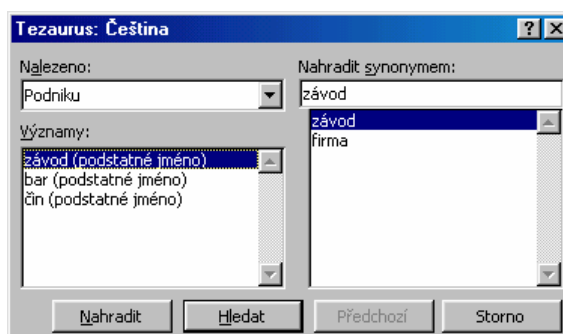 Tezaurus: Čeština
Nalezeno:
Podniku
Významy:
závod (podstatné jméno)
bar (podstatné jméno)
čin (podstatné jméno)
Nahradit synonymem:
závod
závod
firma
Nahradit Hledat Předchozí Storno